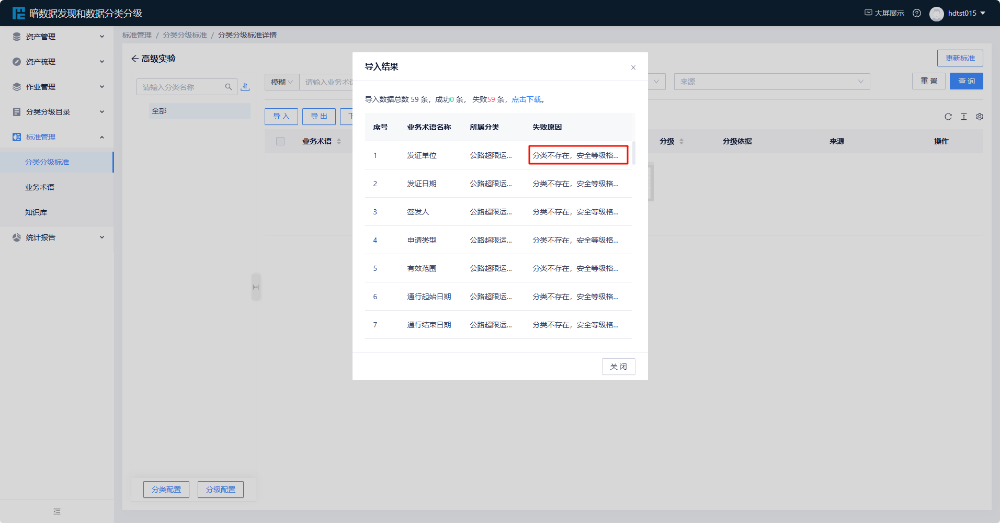 暗数据发现和数据分类分级
大屏展示
hdtst015
资产管理
资产梳理
作业管理
分类分级目录
标准管理
分类分级标准
业务术语
知识库
统计报告
标准管理 / 分类分级标准 / 分类分级标准详情
高级实验
更新标准
请输入分类名称
全部
分类配置
分级配置
模糊
请输入业务术
来源
重置
查询
导入
导出
业务术语
分级
分级依据
来源
操作
导入结果
导入数据总数 59 条，成功0 条， 失败59 条，点击下载。
序号 业务术语名称 所属分类 失败原因
1 发证单位 公路超限运... 分类不存在，安全等级格...
2 发证日期 公路超限运... 分类不存在，安全等级格...
3 签发人 公路超限运... 分类不存在，安全等级格...
4 申请类型 公路超限运... 分类不存在，安全等级格...
5 有效范围 公路超限运... 分类不存在，安全等级格...
6 通行起始日期 公路超限运... 分类不存在，安全等级格...
7 通行结束日期 公路超限运... 分类不存在，安全等级格...
关闭